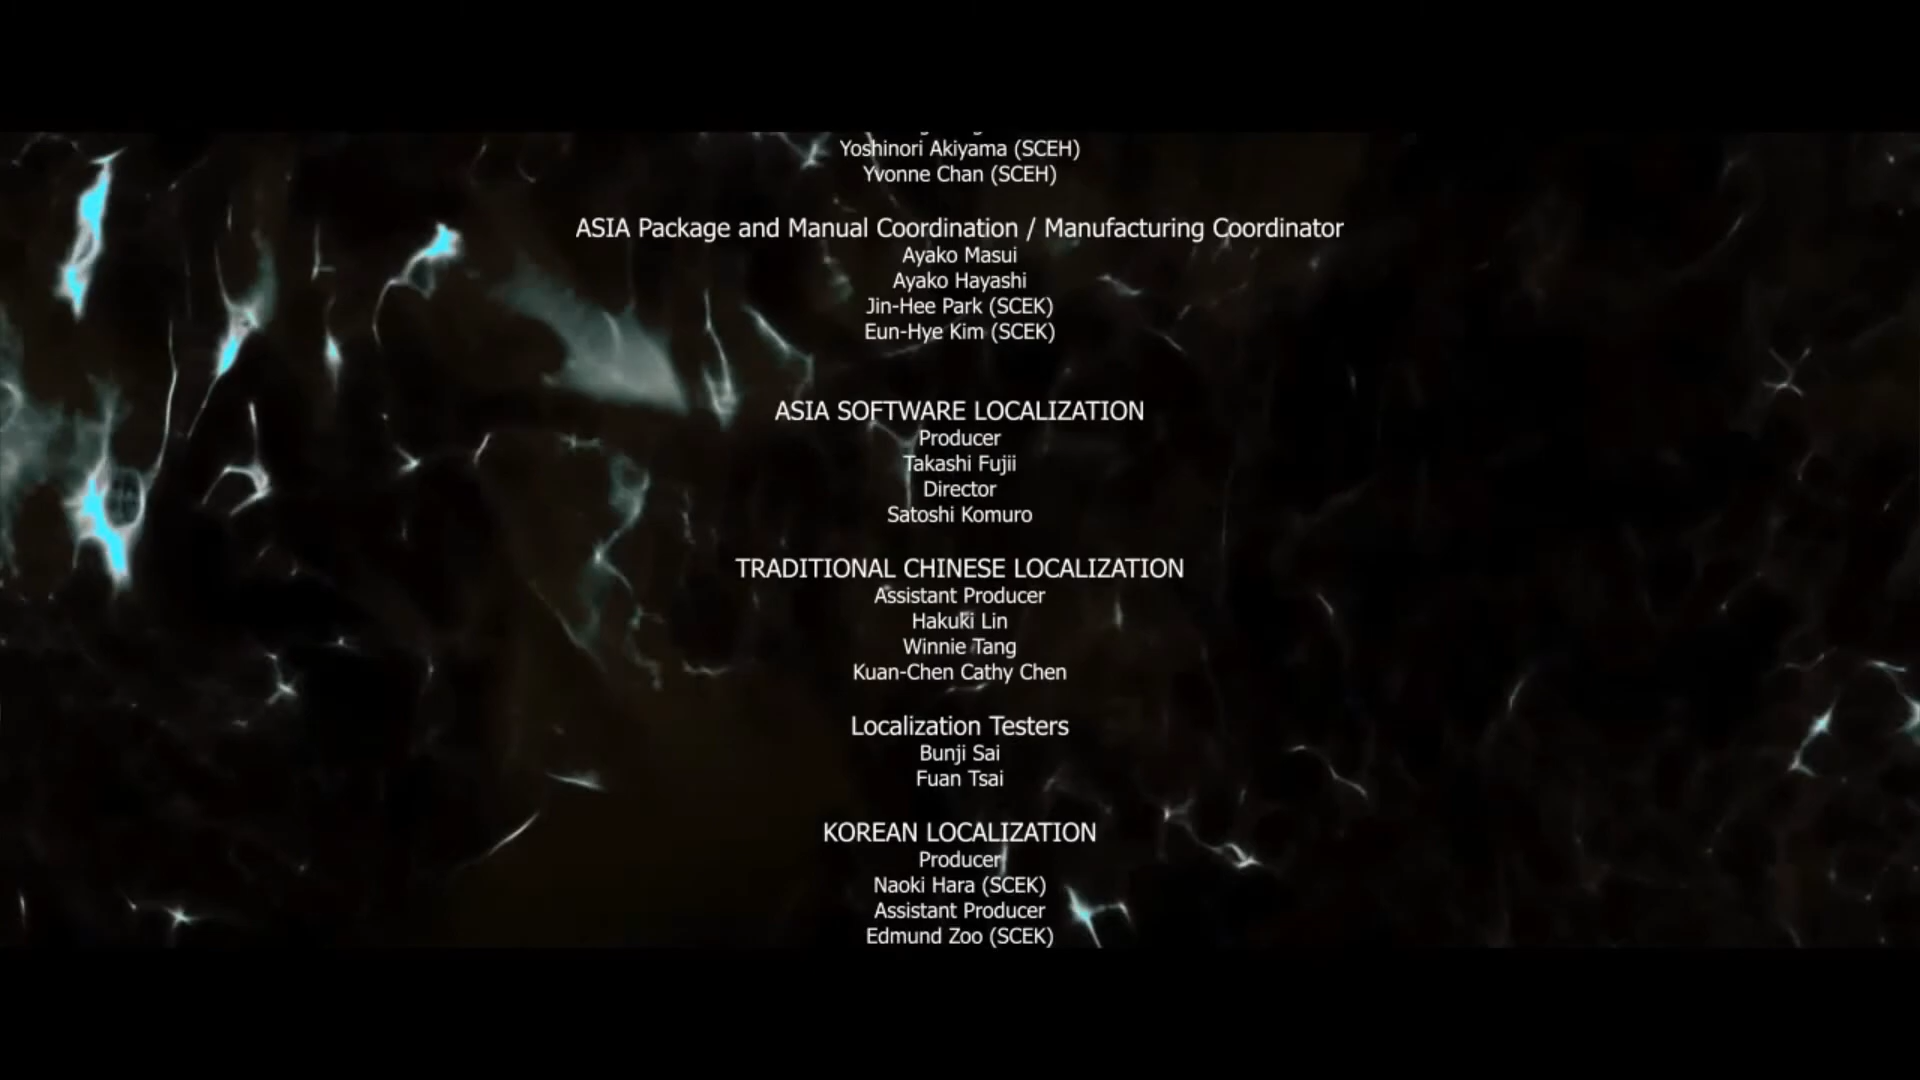 Yoshinori Akiyama (SCEH)
Yvonne Chan (SCEH)
ASIA Package and Manual Coordination / Manufacturing Coordinator
Ayako Masui
Ayako Hayashi
Jin-Hee Park (SCEK)
Eun-Hye Kim (SCEK)
ASIA SOFTWARE LOCALIZATION
Producer
Takashi Fujii
Director
Satoshi Komuro
TRADITIONAL CHINESE LOCALIZATION
Assistant Producer
Hakuki Lin
Winnie Tang
Kuan-Chen Cathy Chen
Localization Testers
Bunji Sai
Fuan Tsai
KOREAN LOCALIZATION
Producer
Naoki Hara (SCEK)
Assistant Producer
Edmund Zoo (SCEK)